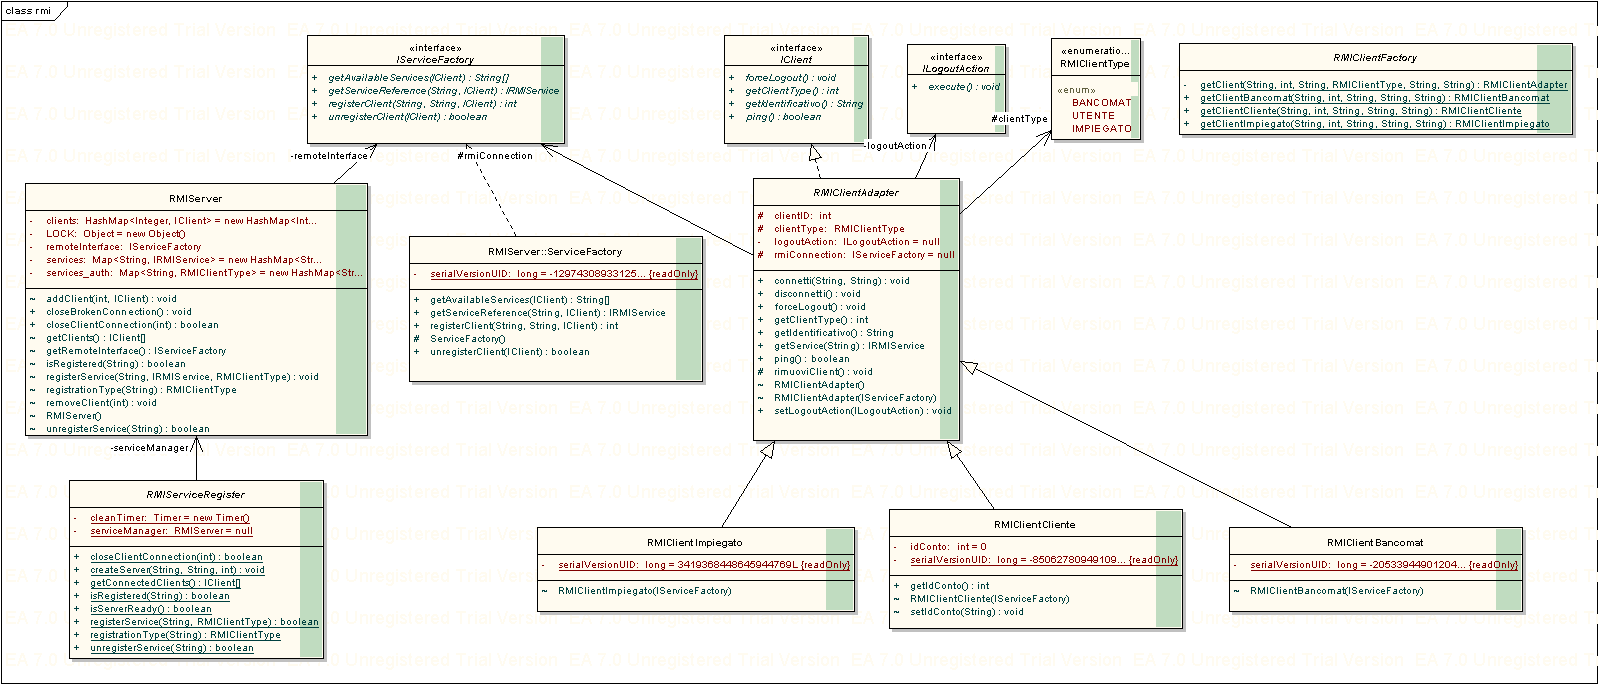 class rmi
«interface»
IServiceFactory
+ getAvailableServices(IClient) : String[]
+ getServiceReference(String, IClient) : IRMIService
+ registerClient(String, String, IClient) : int
+ unregisterClient(IClient) : boolean
«interface»
IClient
+ forceLogout() : void
+ getClientType() : int
+ getIdentificativo() : String
+ ping() : boolean
«interface»
ILogoutAction
+ execute() : void
«enumeratio...
RMIClientType
«enum»
BANCOMAT
UTENTE
IMPIEGATO
RMIClientFactory
- getClient(String, int, String, RMIClientType, String, String) : RMIClientAdapter
+ getClientBancomat(String, int, String, String, String) : RMIClientBancomat
+ getClientCliente(String, int, String, String, String) : RMIClientCliente
+ getClientImpiegato(String, int, String, String, String) : RMIClientImpiegato
-remoteInterface
#rmiConnection
-logoutAction
#clientType
RMIServer
- clients: HashMap<Integer, IClient> = new HashMap<Int...
- LOCK: Object = new Object()
- remoteInterface: IServiceFactory
- services: Map<String, IRMIService> = new HashMap<Str...
- services_auth: Map<String, RMIClientType> = new HashMap<Str...
~ addClient(int, IClient) : void
+ closeBrokenConnection() : void
~ closeClientConnection(int) : boolean
~ getClients() : IClient[]
~ getRemoteInterface() : IServiceFactory
~ isRegistered(String) : boolean
~ registerService(String, IRMIService, RMIClientType) : void
~ registrationType(String) : RMIClientType
~ removeClient(int) : void
~ RMIServer()
~ unregisterService(String) : boolean
RMIServer::ServiceFactory
- serialVersionUID: long = -12974308933125... {readOnly}
+ getAvailableServices(IClient) : String[]
+ getServiceReference(String, IClient) : IRMIService
+ registerClient(String, String, IClient) : int
# ServiceFactory()
+ unregisterClient(IClient) : boolean
RMIClientAdapter
# clientID: int
# clientType: RMIClientType
- logoutAction: ILogoutAction = null
# rmiConnection: IServiceFactory = null
+ connetti(String, String) : void
+ disconnetti() : void
+ forceLogout() : void
+ getClientType() : int
+ getIdentificativo() : String
+ getService(String) : IRMIService
+ ping() : boolean
# rimuoviClient() : void
~ RMIClientAdapter()
~ RMIClientAdapter(IServiceFactory)
+ setLogoutAction(ILogoutAction) : void
-serviceManager
RMIServiceRegister
- cleanTimer: Timer = new Timer()
- serviceManager: RMIServer = null
+ closeClientConnection(int) : boolean
+ createServer(String, String, int) : void
+ getConnectedClients() : IClient[]
+ isRegistered(String) : boolean
+ isServerReady() : boolean
+ registerService(String, RMIClientType) : boolean
+ registrationType(String) : RMIClientType
+ unregisterService(String) : boolean
RMIClientImpiegato
- serialVersionUID: long = 3419368448645944769L {readOnly}
~ RMIClientImpiegato(IServiceFactory)
RMIClientCliente
- idConto: int = 0
- serialVersionUID: long = -85062780949109... {readOnly}
+ getIdConto() : int
~ RMIClientCliente(IServiceFactory)
~ setIdConto(String) : void
RMIClientBancomat
- serialVersionUID: long = -20533944901204... {readOnly}
~ RMIClientBancomat(IServiceFactory)